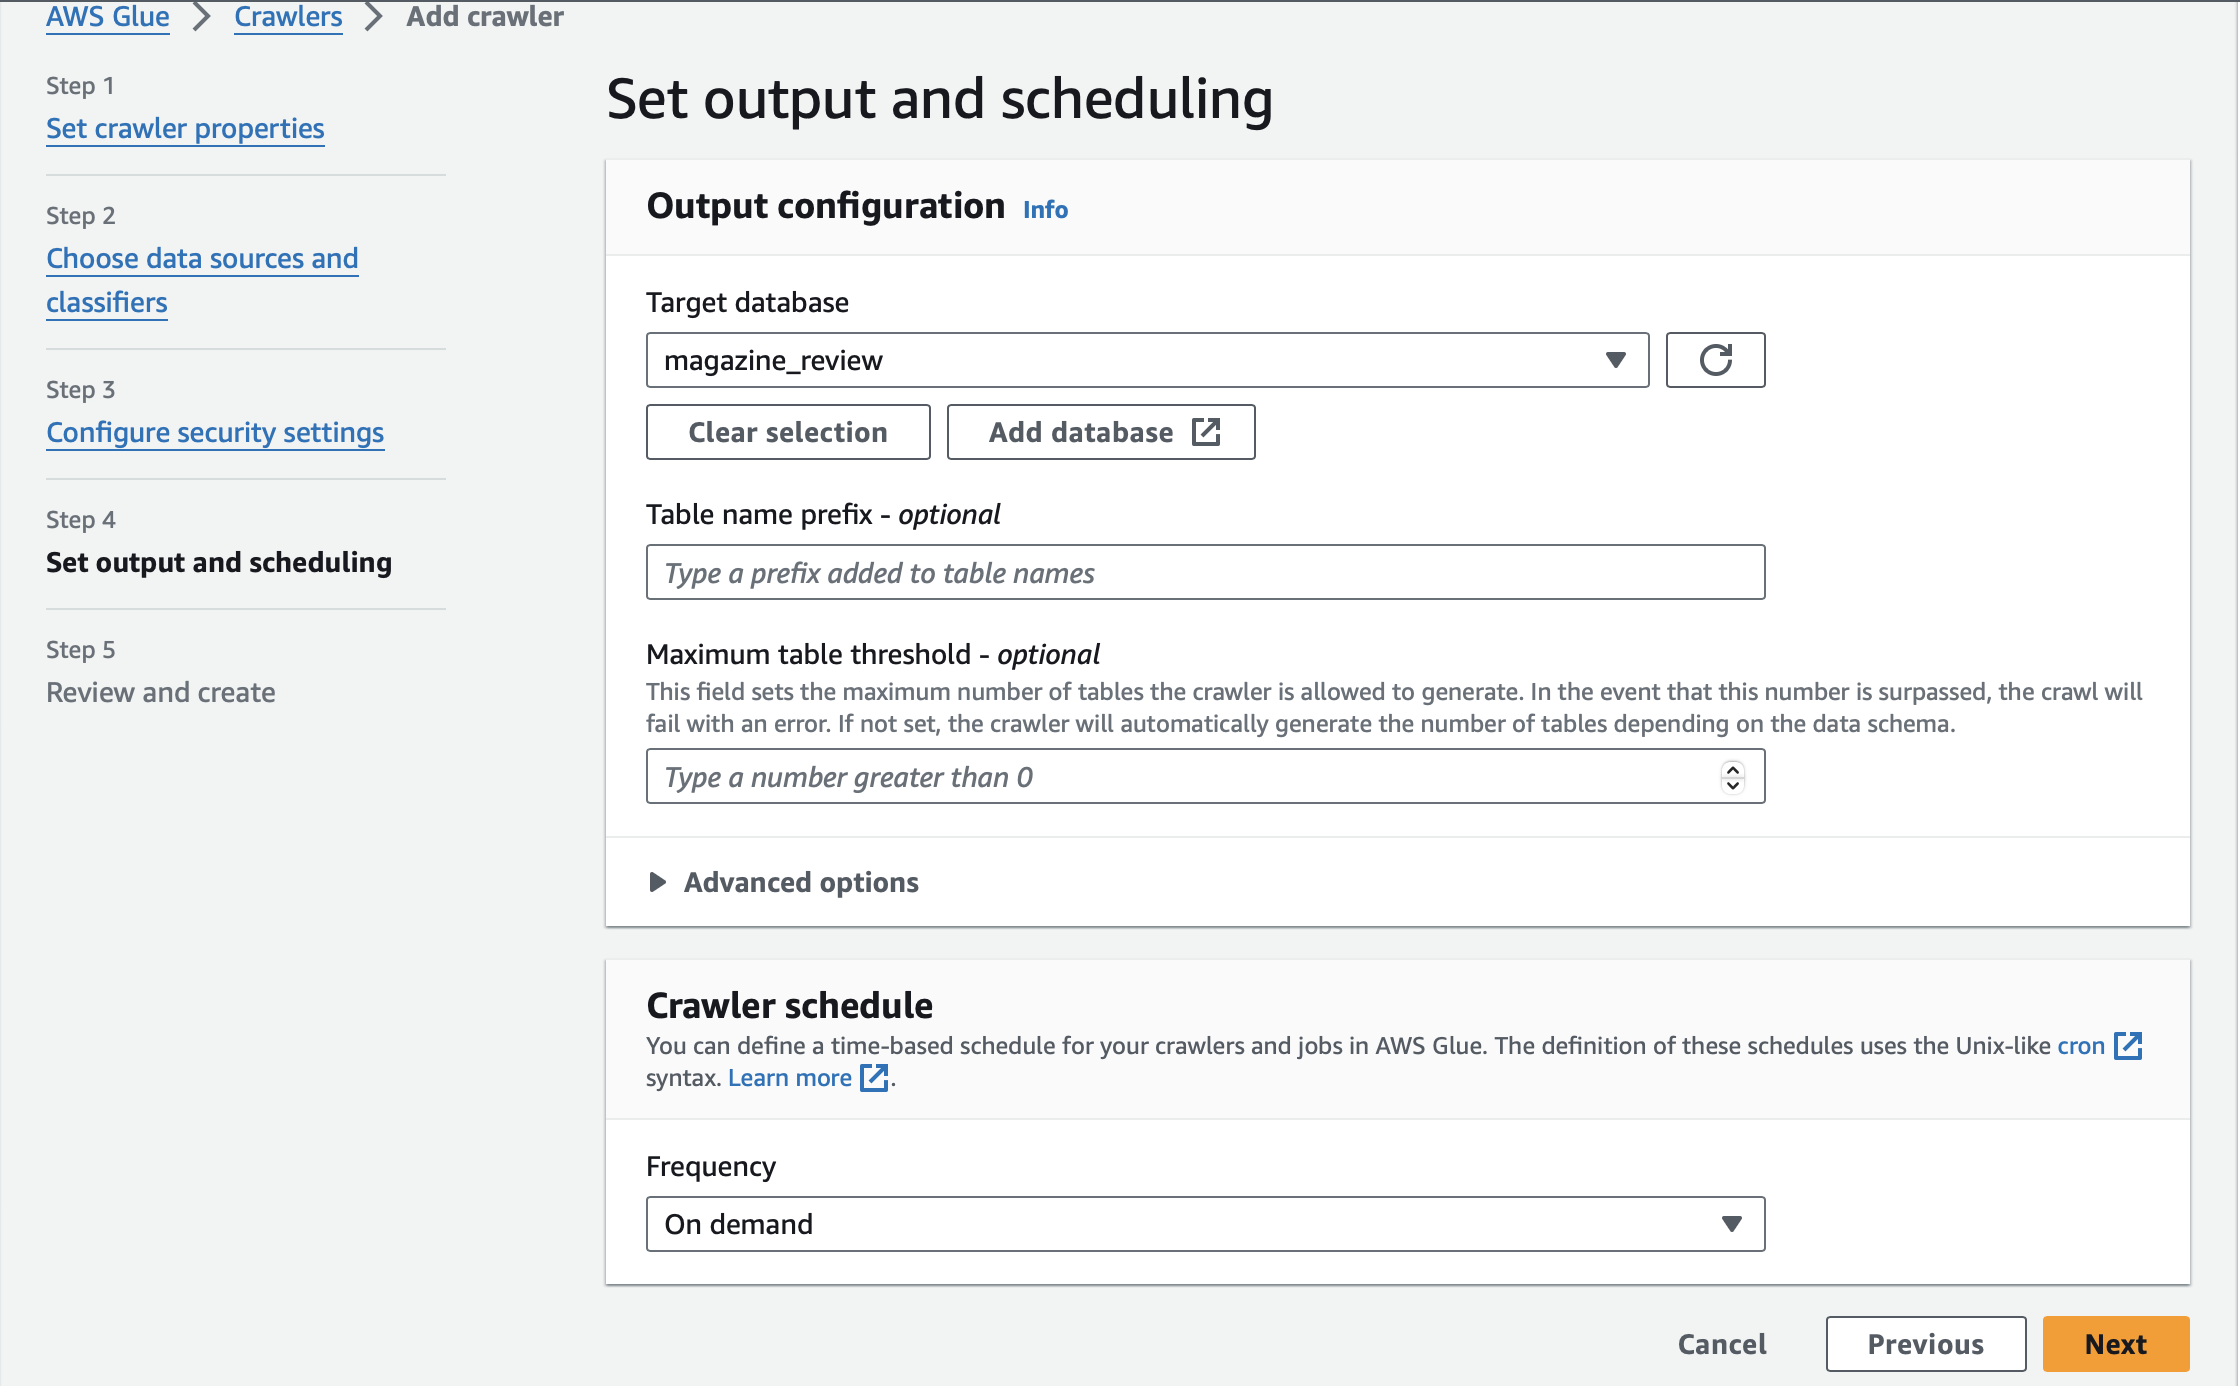 AWS Glue > Crawlers > Add crawler
Step 1
Set crawler properties
Step 2
Choose data sources and
classifiers
Step 3
Configure security settings
Step 4
Set output and scheduling
Step 5
Review and create
Set output and scheduling
Output configuration Info
Target database
magazine_review
Clear selection
Add database
Table name prefix - optional
Type a prefix added to table names
Maximum table threshold - optional
This field sets the maximum number of tables the crawler is allowed to generate. In the event that this number is surpassed, the crawl will
fail with an error. If not set, the crawler will automatically generate the number of tables depending on the data schema.
Type a number greater than 0
Advanced options
Crawler schedule
You can define a time-based schedule for your crawlers and jobs in AWS Glue. The definition of these schedules uses the Unix-like cron
syntax. Learn more.
Frequency
On demand
Cancel
Previous
Next